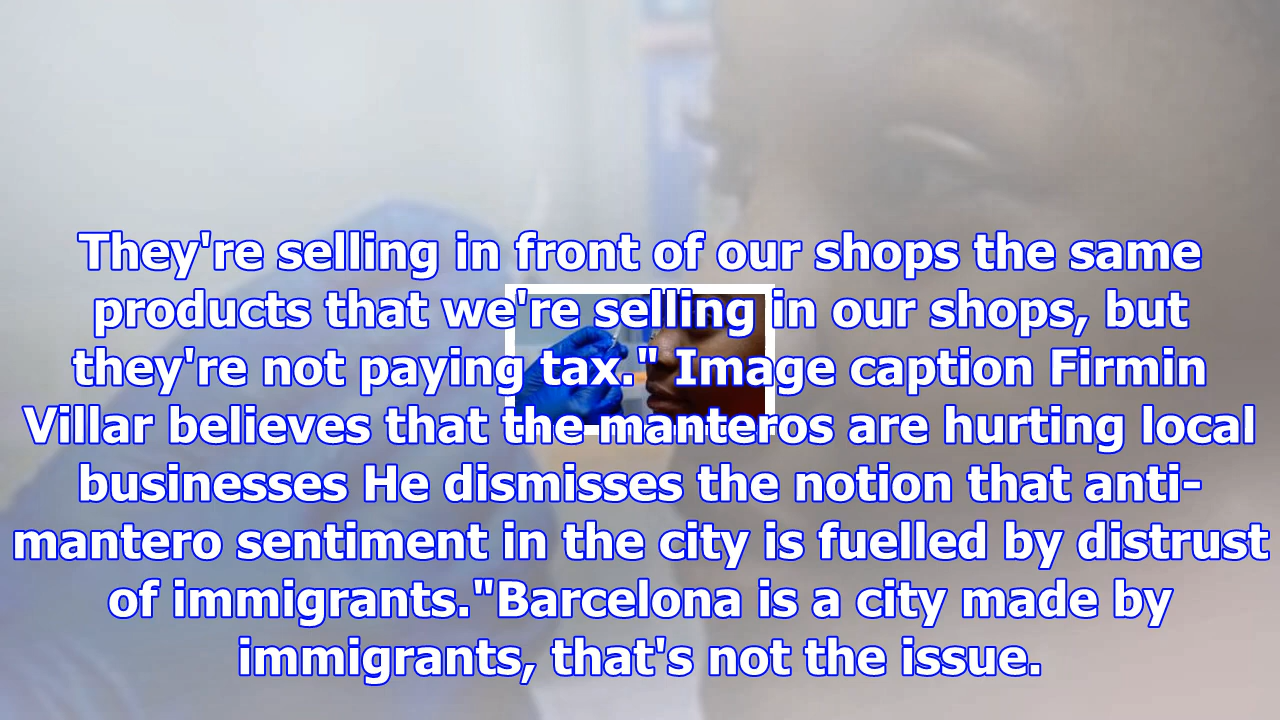 They're selling in front of our shops the same
products that we're selling in our shops, but
they're not paying tax." Image caption Firmin
Villar believes that the manteros are hurting local
businesses He dismisses the notion that anti-
mantero sentiment in the city is fuelled by distrust
of immigrants."Barcelona is a city made by
immigrants, that's not the issue.